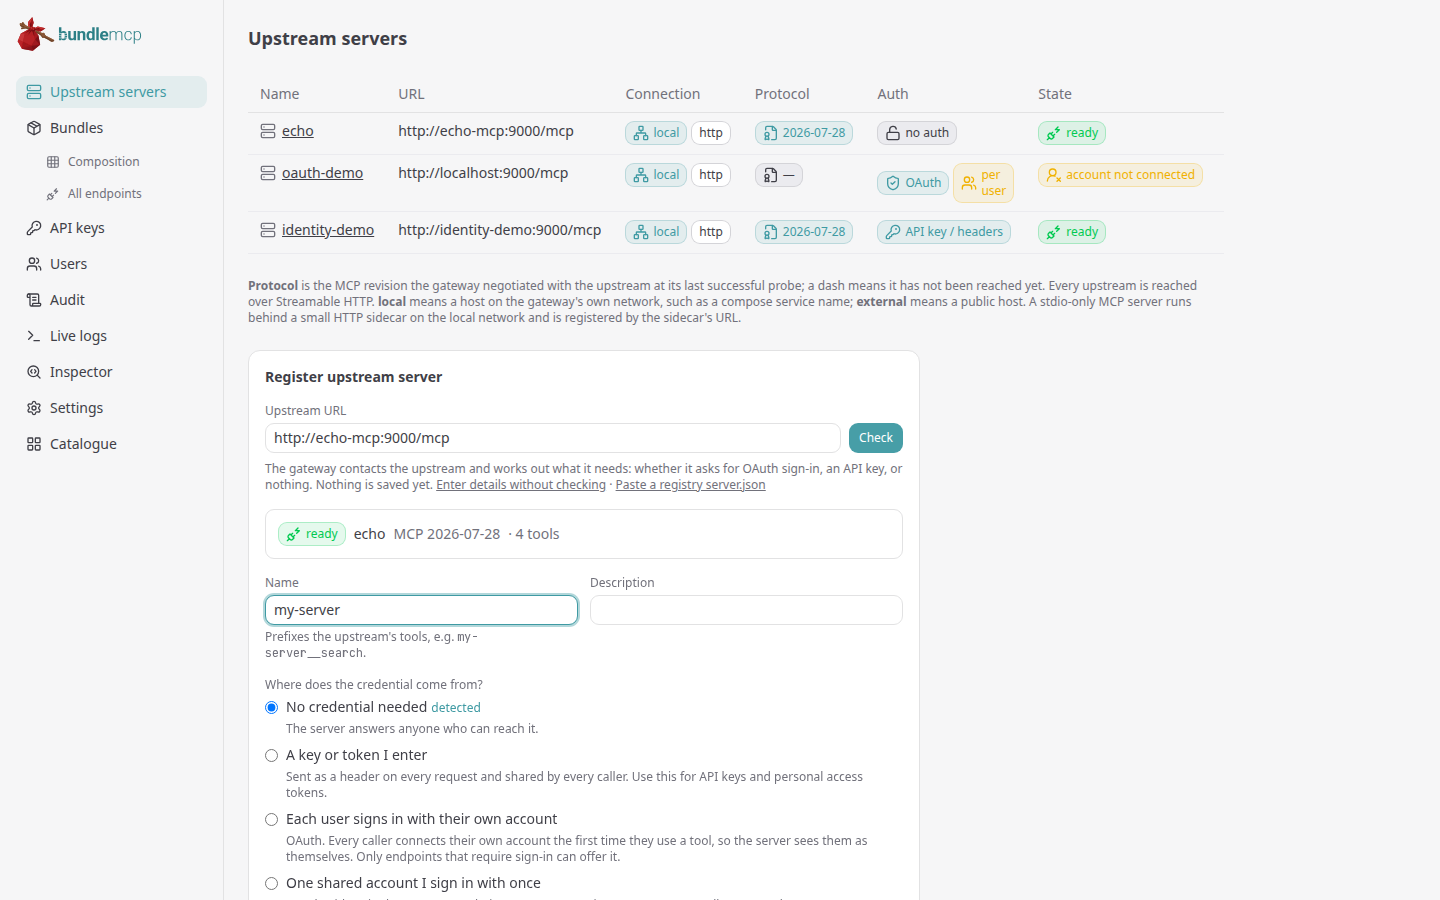 bundlemcp
Upstream servers
Bundles
Composition
All endpoints
API keys
Users
Audit
Live logs
Inspector
Settings
Catalogue
Upstream servers
Name URL Connection Protocol Auth State
echo http://echo-mcp:9000/mcp local http 2026-07-28 no auth ready
oauth-demo http://localhost:9000/mcp local http — OAuth per user account not connected
identity-demo http://identity-demo:9000/mcp local http 2026-07-28 API key / headers ready
Protocol is the MCP revision the gateway negotiated with the upstream at its last successful probe; a dash means it has not been reached yet. Every upstream is reached
over Streamable HTTP. local means a host on the gateway's own network, such as a compose service name; external means a public host. A stdio-only MCP server runs
behind a small HTTP sidecar on the local network and is registered by the sidecar's URL.
Register upstream server
Upstream URL
http://echo-mcp:9000/mcp Check
The gateway contacts the upstream and works out what it needs: whether it asks for OAuth sign-in, an API key, or
nothing. Nothing is saved yet. Enter details without checking · Paste a registry server.json
ready echo MCP 2026-07-28 · 4 tools
Name Description
my-server
Prefixes the upstream's tools, e.g. my-
server__search.
Where does the credential come from?
No credential needed detected
The server answers anyone who can reach it.
A key or token I enter
Sent as a header on every request and shared by every caller. Use this for API keys and personal access
tokens.
Each user signs in with their own account
OAuth. Every caller connects their own account the first time they use a tool, so the server sees them as
themselves. Only endpoints that require sign-in can offer it.
One shared account I sign in with once